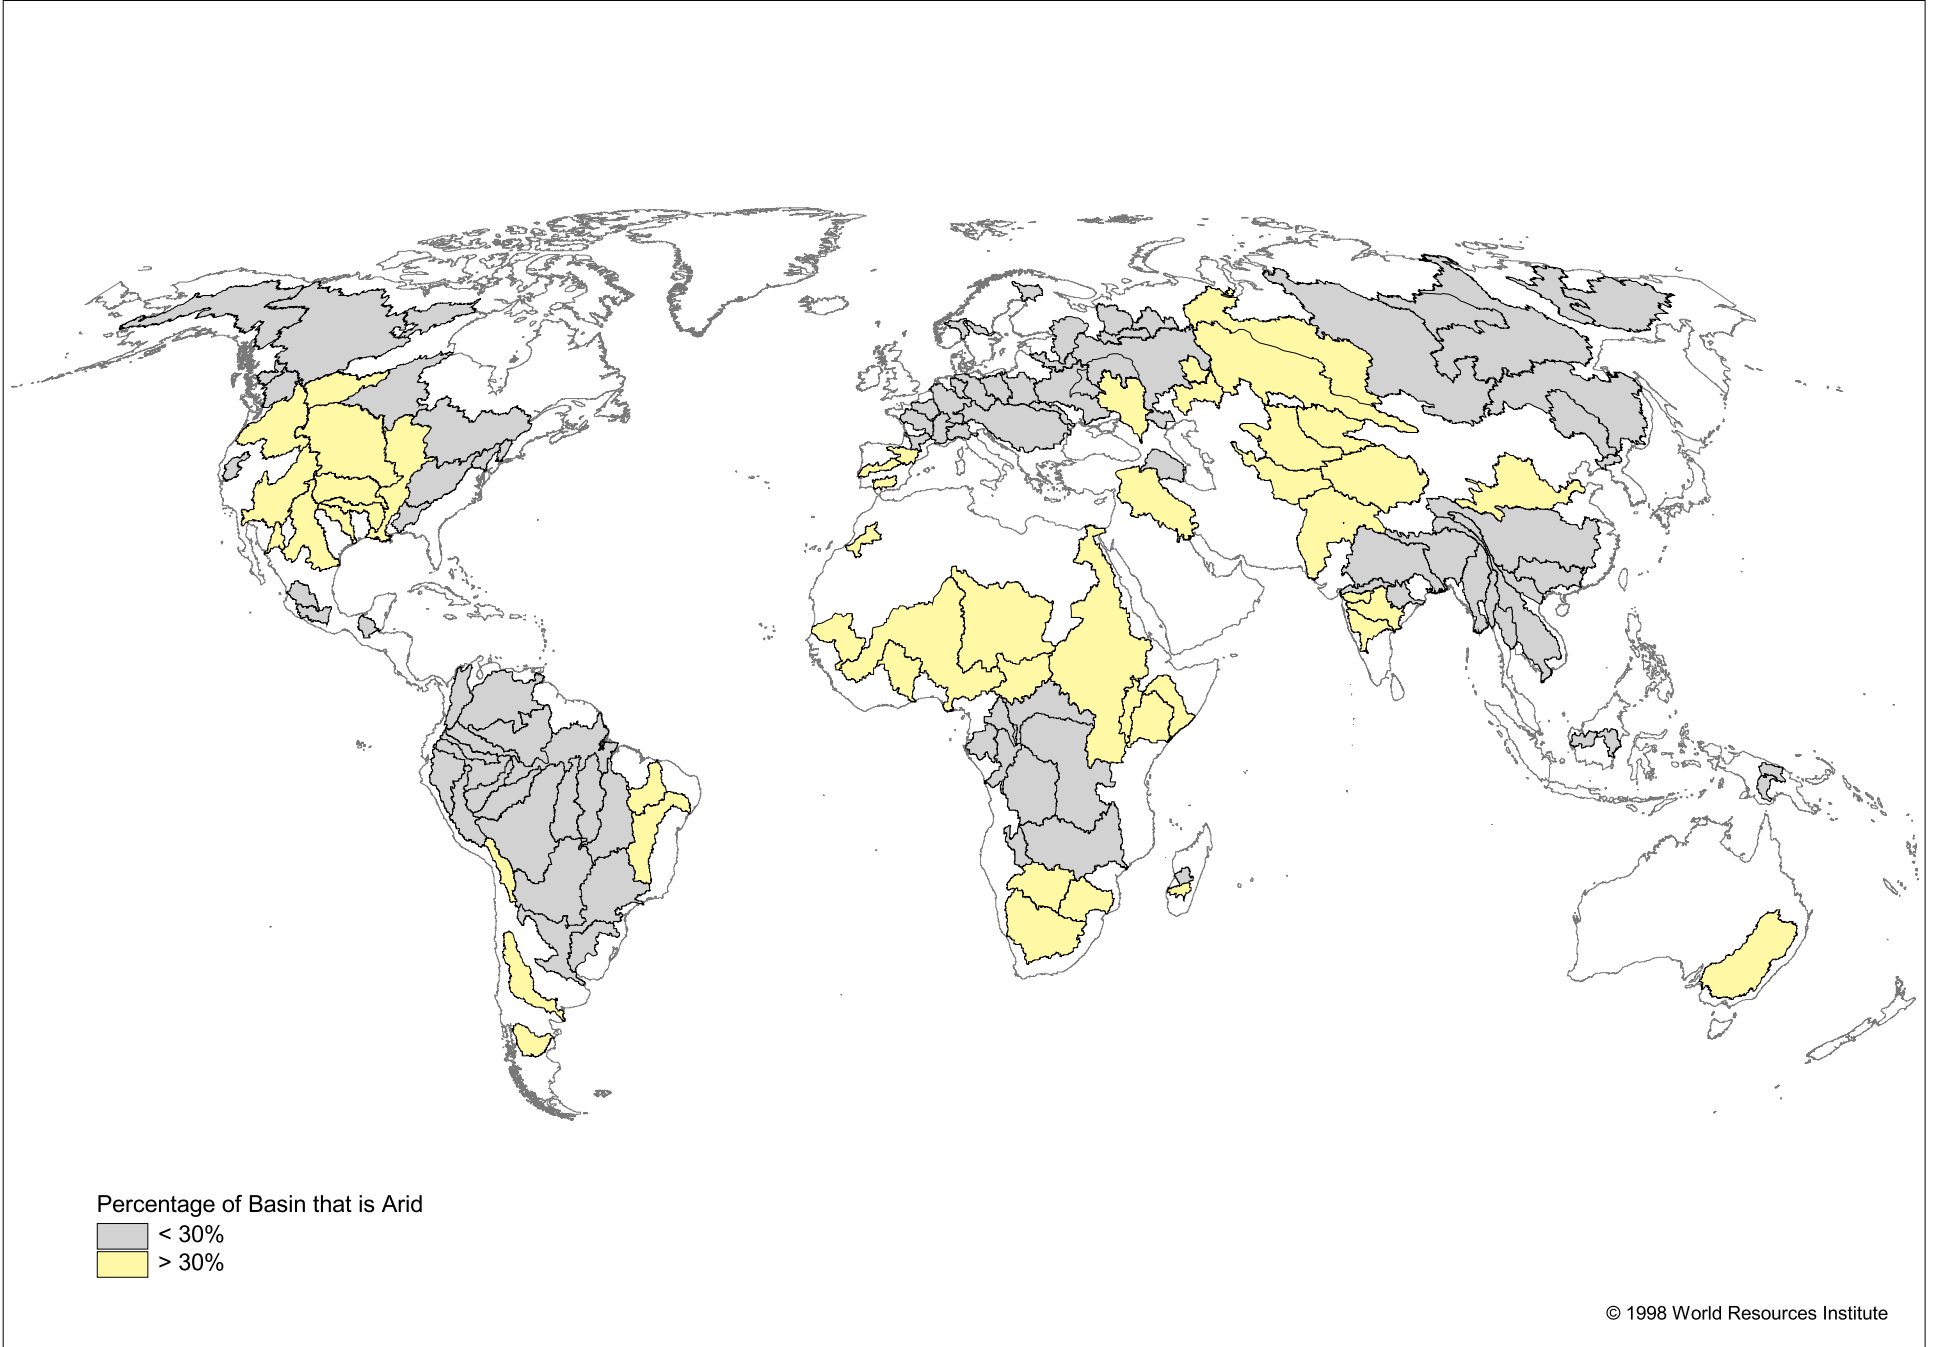 Percentage of Basin that is Arid
< 30%
> 30%
© 1998 World Resources Institute